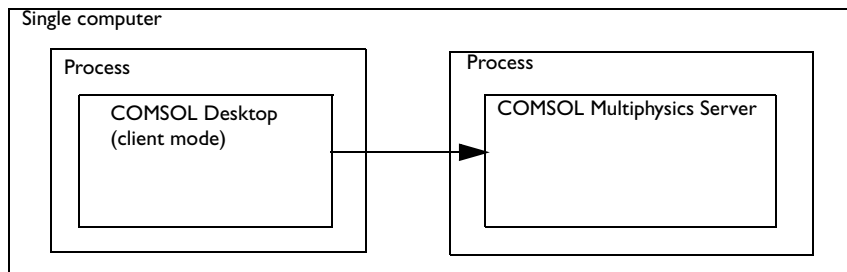 Single computer
Process
COMSOL Desktop
(client mode)
Process
COMSOL Multiphysics Server